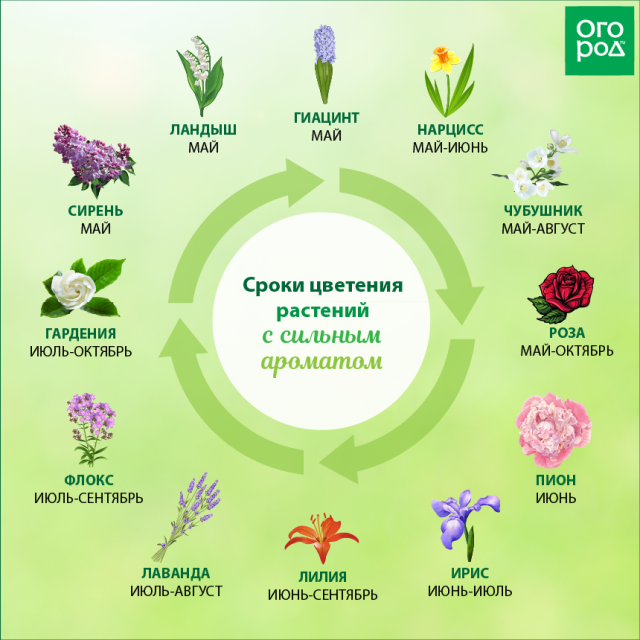 ОГО
РОД
ЛАНДЫШ
МАЙ
ГИАЦИНТ
МАЙ
НАРЦИСС
МАЙ-ИЮНЬ
СИРЕНЬ
МАЙ
ЧУБУШНИК
МАЙ-АВГУСТ
Сроки цветения
растений
с сильным
ароматом
ГАРДЕНИЯ
ИЮЛЬ-ОКТЯБРЬ
РОЗА
МАЙ-ОКТЯБРЬ
ФЛОКС
ИЮЛЬ-СЕНТЯБРЬ
ПИОН
ИЮНЬ
ЛАВАНДА
ИЮЛЬ-АВГУСТ
ЛИЛИЯ
ИЮНЬ-СЕНТЯБРЬ
ИРИС
ИЮНЬ-ИЮЛЬ